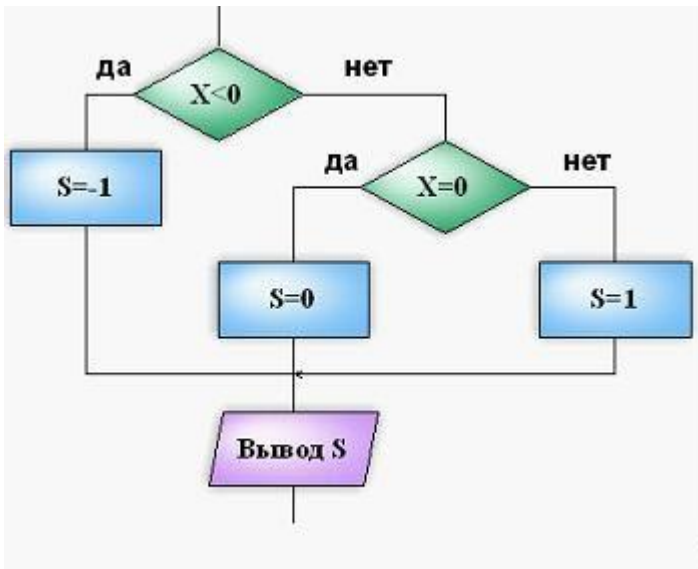 да
нет
X<0
да
нет
S=-1
X=0
S=0
S=1
Вывод S